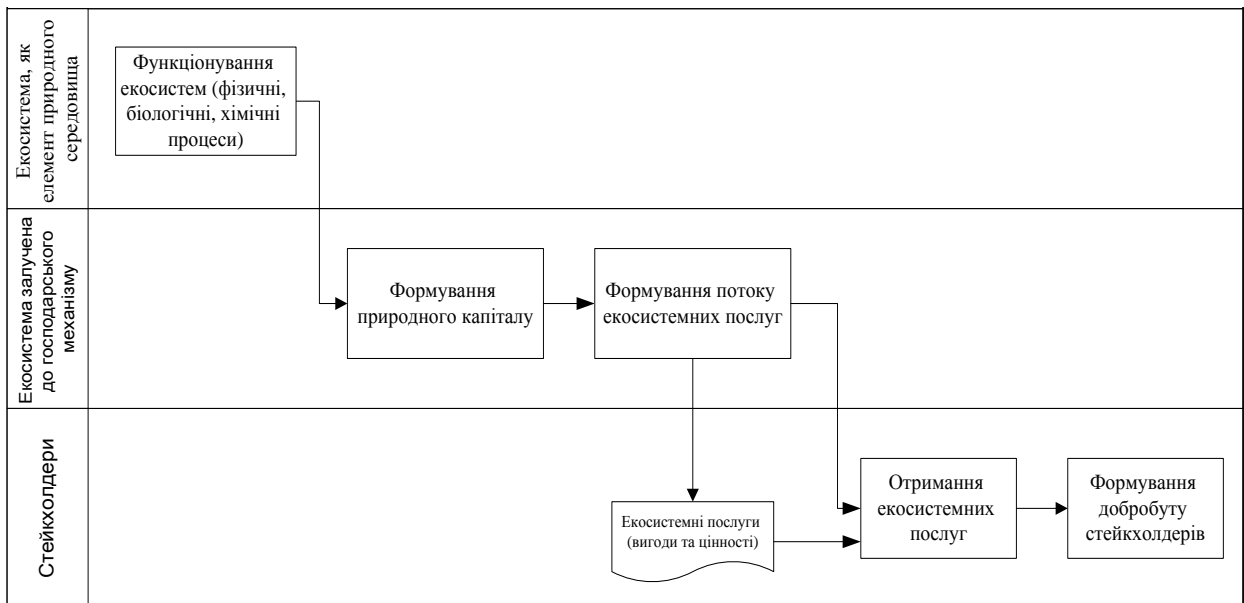 Екосистема, як
елемент природного
середовища
Функціонування
екосистем (фізичні,
біологічні, хімічні
процеси)
Екосистема залучена
до господарського
механізму
Формування
природного капіталу
Формування потоку
екосистемних послуг
Стейкхолдери
Екосистемні послуги
(вигоди та цінності)
Отримання
екосистемних
послуг
Формування
добробуту
стейкхолдерів